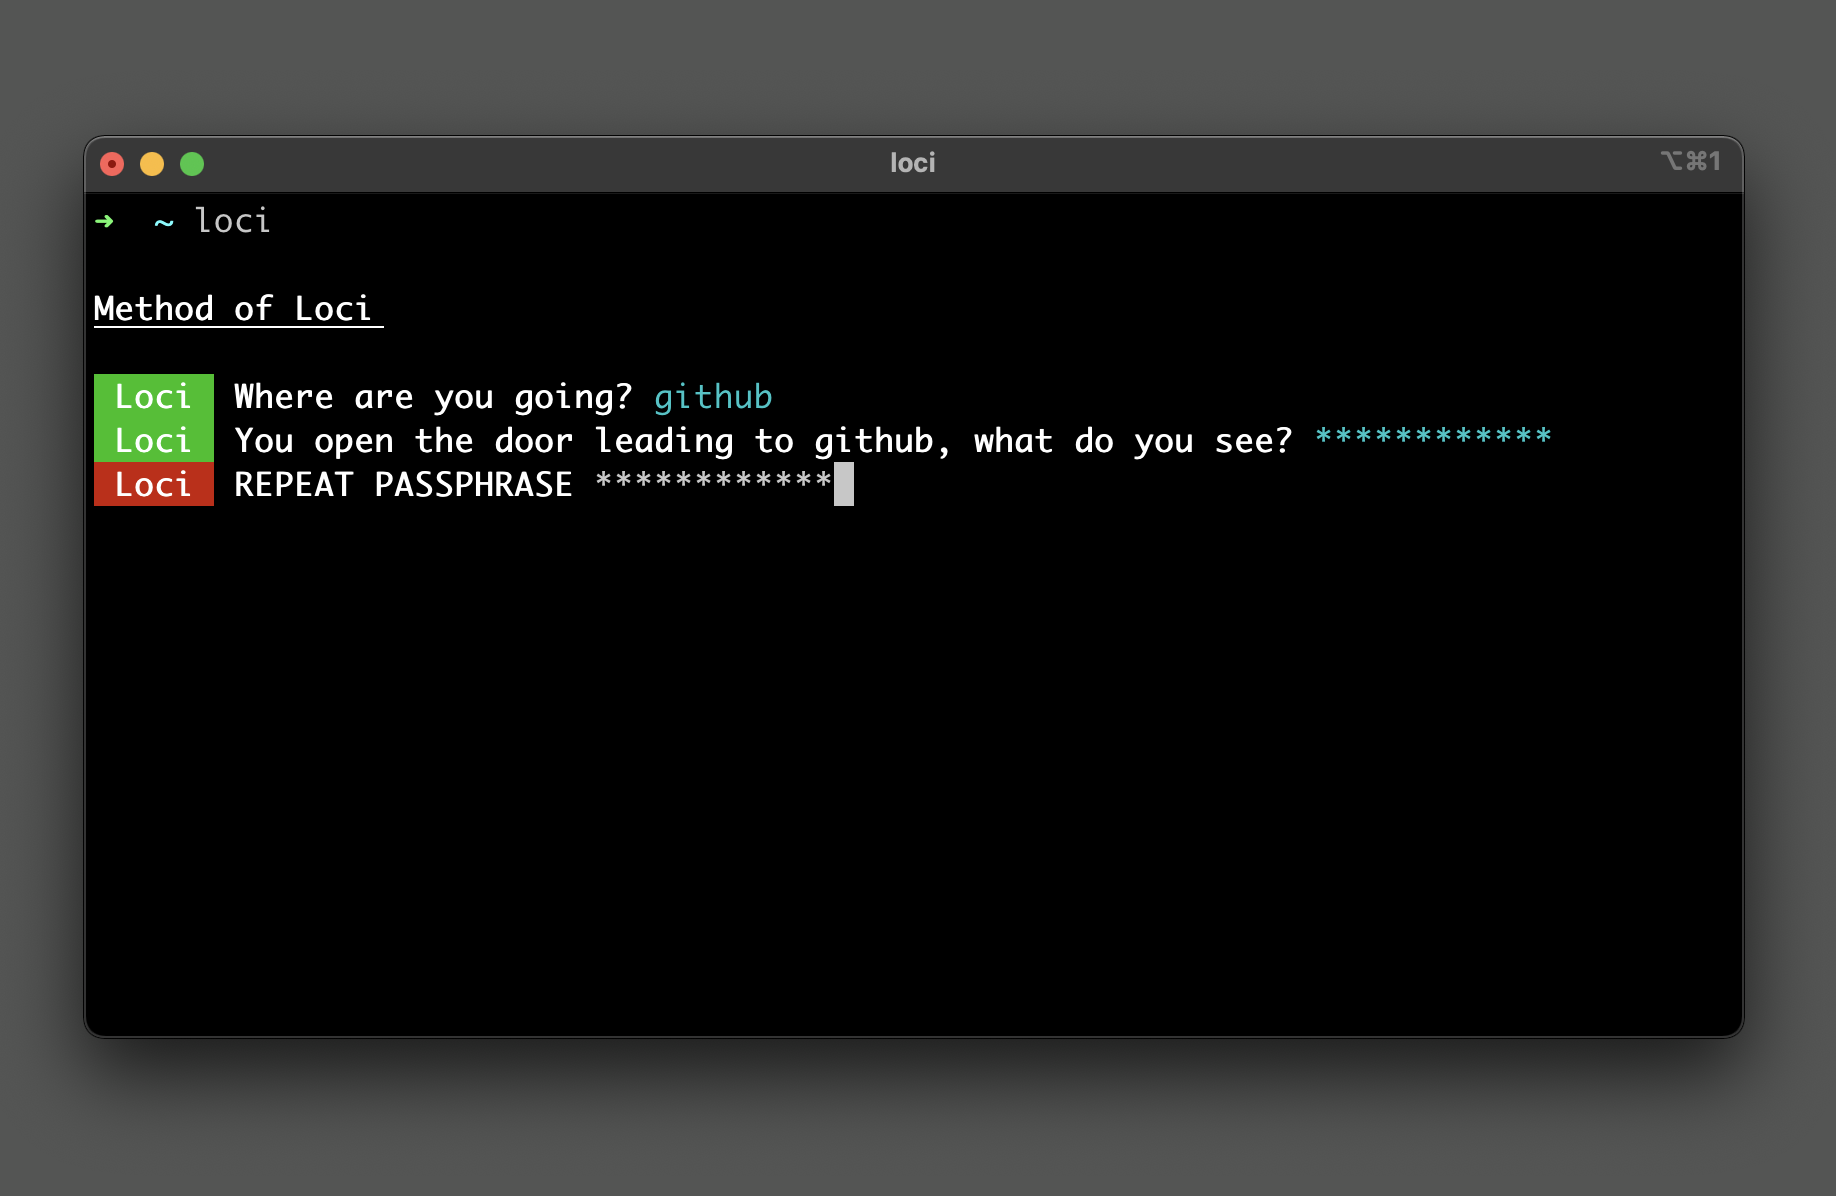 loci
⌥⌘1
➜ ~ loci
Method of Loci
Loci Where are you going? github
Loci You open the door leading to github, what do you see? ************
Loci REPEAT PASSPHRASE ************